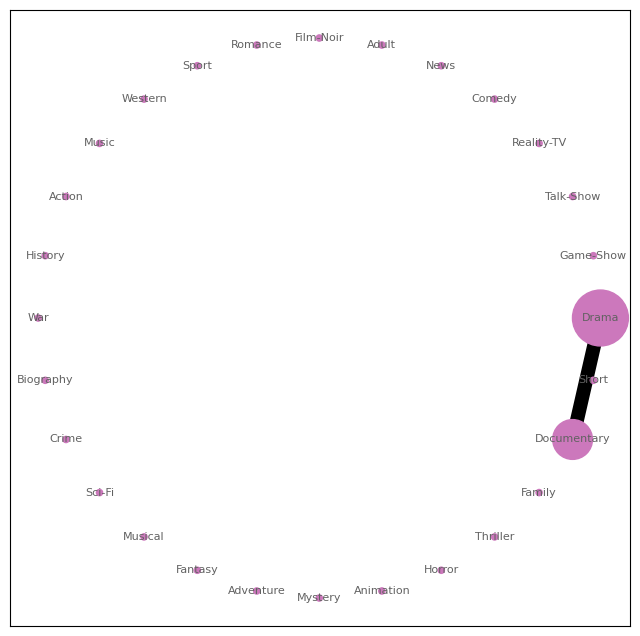 Film-Noir
Romance
Adult
Sport
News
Western
Comedy
Music
Reality-TV
Action
Talk-Show
History
Game-Show
War
Drama
Biography
Short
Crime
Documentary
Sci-Fi
Family
Musical
Thriller
Fantasy
Horror
Adventure
Animation
Mystery